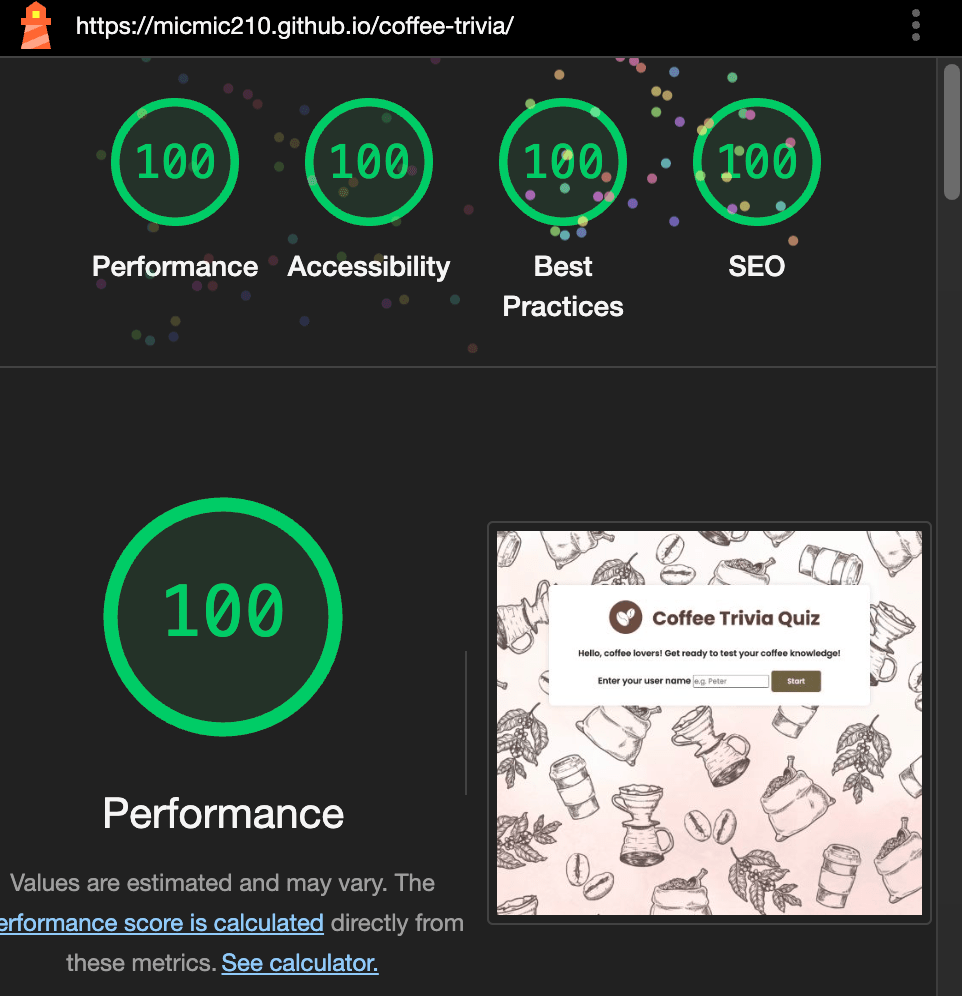 https://micmic210.github.io/coffee-trivia/
100
100
100
100
Performance
Accessibility
Best
Practices
SEO
100
Performance
Values are estimated and may vary. The
erformance score is calculated directly from
these metrics. See calculator.
Coffee Trivia Quiz
Hello, coffee lovers! Get ready to test your coffee knowledge!
Enter your user name e.g. Peter Start